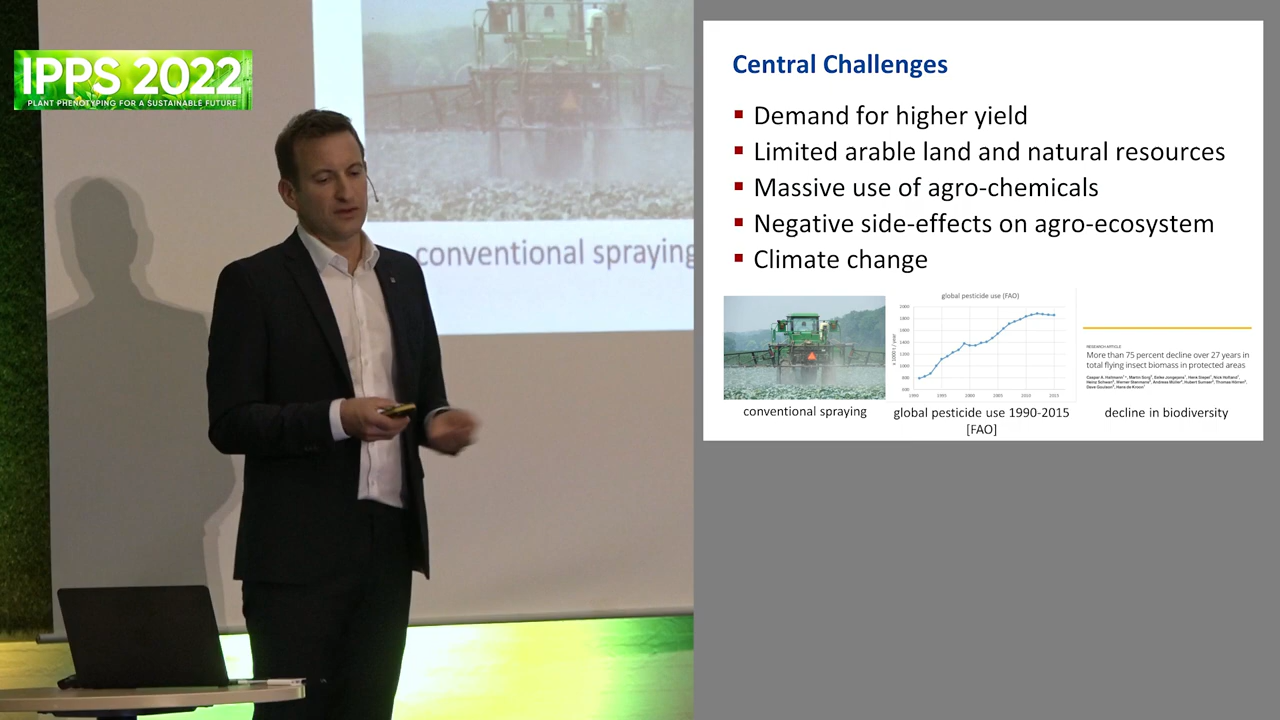 IPPS 2022
PLANT PHENOTYPING FOR A SUSTAINABLE FUTURE
conventional spraying
Central Challenges
Demand for higher yield
Limited arable land and natural resources
Massive use of agro-chemicals
Negative side-effects on agro-ecosystem
Climate change
global pesticide use (FAO)
RESEARCH ARTICLE
More than 75 percent decline over 27 years in
total flying insect biomass in protected areas
conventional spraying
global pesticide use 1990-2015
[FAO]
decline in biodiversity